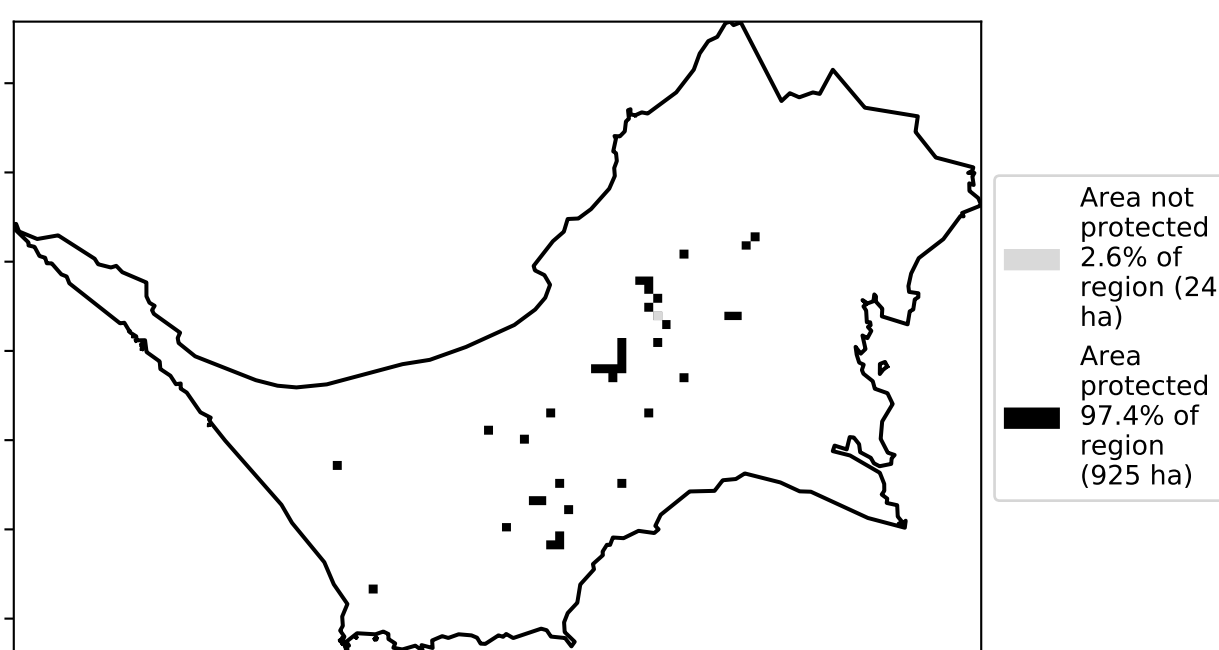 Area not
protected
2.6% of
region (24
ha)
Area
protected
97.4% of
region
(925 ha)